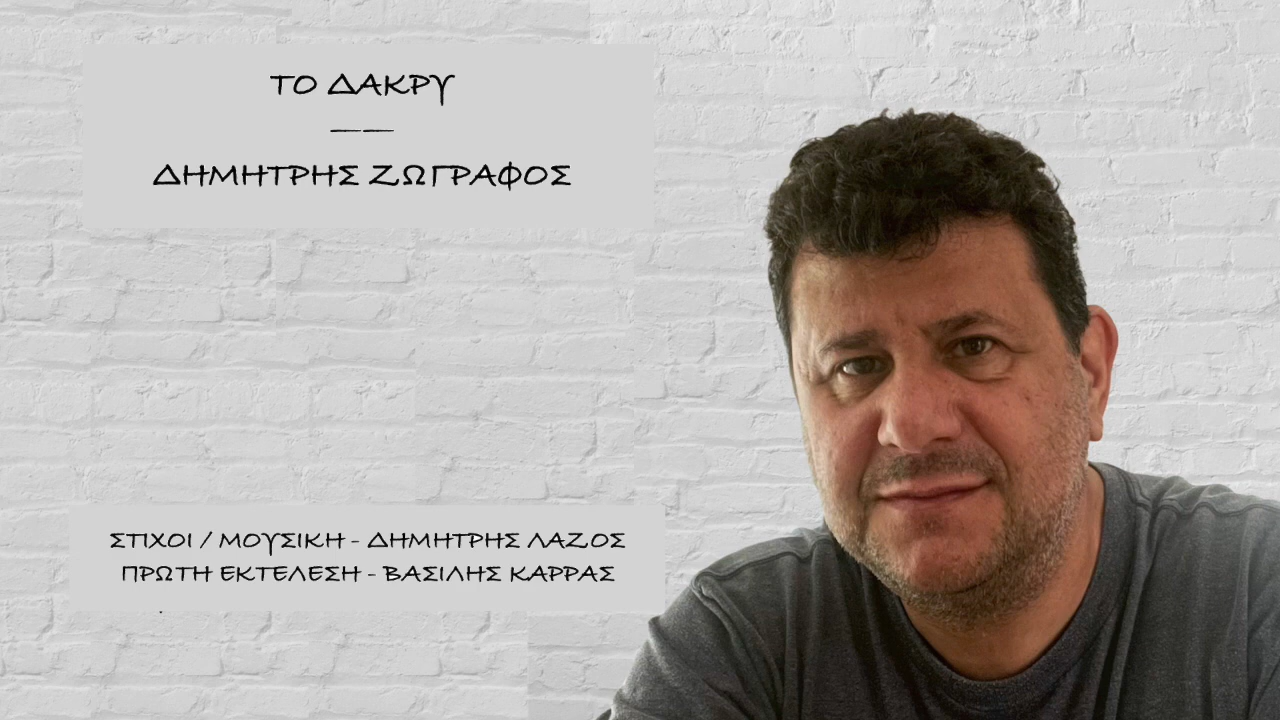 ΤΟ ΔΑΚΡΥ
——
ΔΗΜΗΤΡΗΣ ΖΩΓΡΑΦΟΣ
ΣΤΙΧΟΙ / ΜΟΥΣΙΚΗ - ΔΗΜΗΤΡΗΣ ΛΑΖΟΣ
ΠΡΩΤΗ ΕΚΤΕΛΕΣΗ - ΒΑΣΙΛΗΣ ΚΑΡΡΑΣ